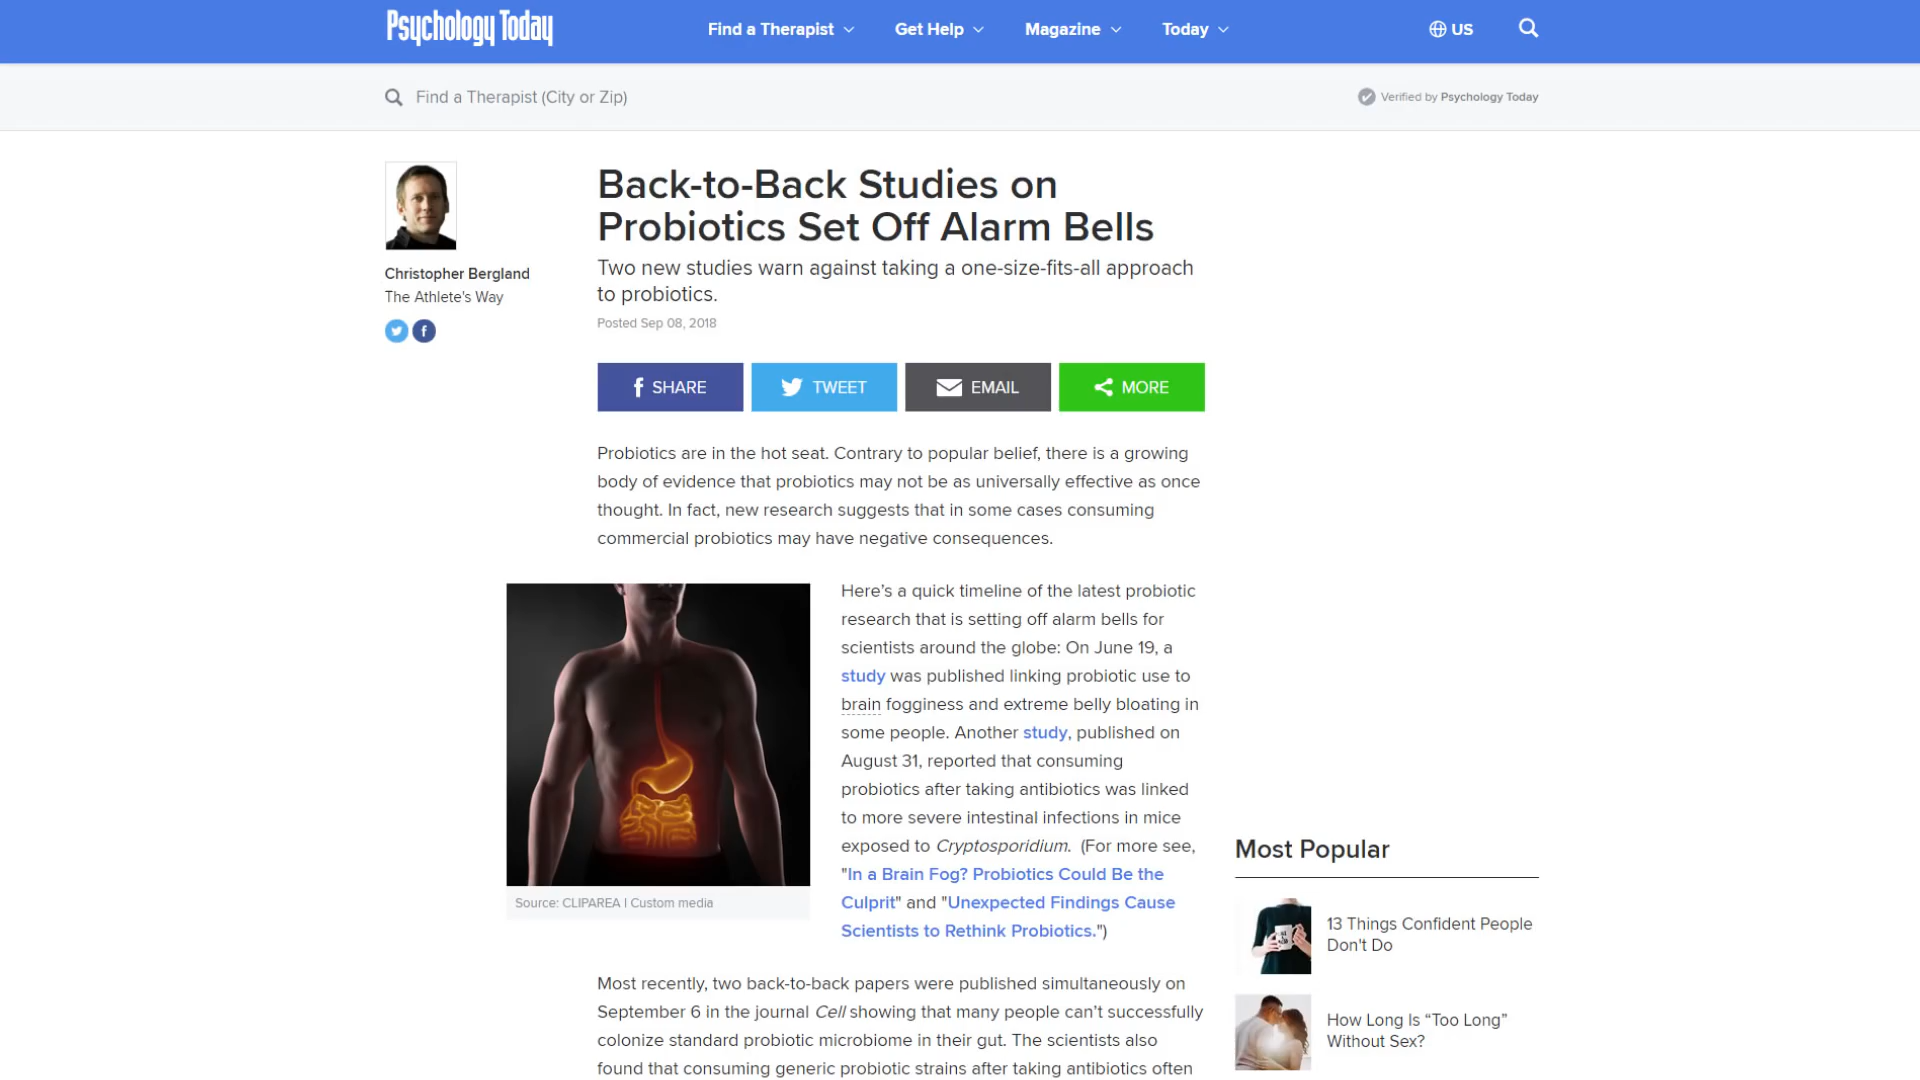 Psychology Today
Find a Therapist
Get Help
Magazine
Today
US
Find a Therapist (City or Zip)
Verified by Psychology Today
Christopher Bergland
The Athlete's Way
Back-to-Back Studies on
Probiotics Set Off Alarm Bells
Two new studies warn against taking a one-size-fits-all approach
to probiotics.
Posted Sep 08, 2018
SHARE
TWEET
EMAIL
MORE
Probiotics are in the hot seat. Contrary to popular belief, there is a growing
body of evidence that probiotics may not be as universally effective as once
thought. In fact, new research suggests that in some cases consuming
commercial probiotics may have negative consequences.
Source: CLIPAREA l Custom media
Here’s a quick timeline of the latest probiotic
research that is setting off alarm bells for
scientists around the globe: On June 19, a
study was published linking probiotic use to
brain fogginess and extreme belly bloating in
some people. Another study, published on
August 31, reported that consuming
probiotics after taking antibiotics was linked
to more severe intestinal infections in mice
exposed to Cryptosporidium. (For more see,
"In a Brain Fog? Probiotics Could Be the
Culprit" and "Unexpected Findings Cause
Scientists to Rethink Probiotics.")
Most recently, two back-to-back papers were published simultaneously on
September 6 in the journal Cell showing that many people can’t successfully
colonize standard probiotic microbiome in their gut. The scientists also
found that consuming generic probiotic strains after taking antibiotics often
Most Popular
13 Things Confident People
Don't Do
How Long Is “Too Long”
Without Sex?